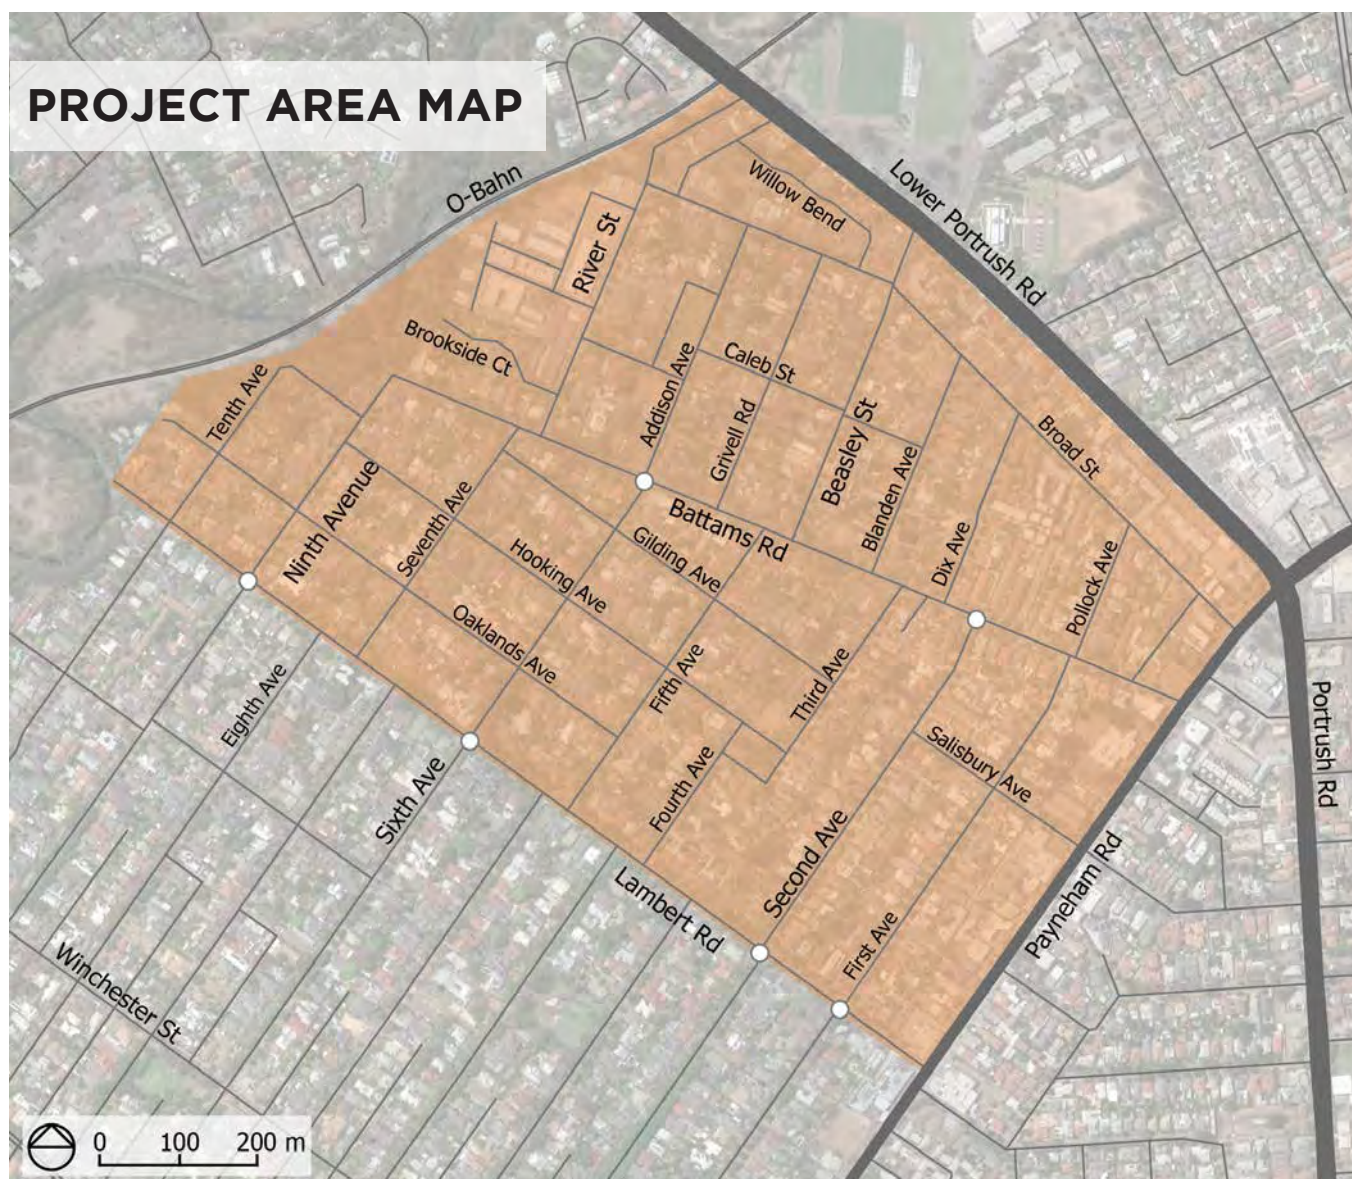 PROJECT AREA MAP
O-Bahn
Willow Bend
Lower Portrush Rd
River St
Brookside Ct
Tenth Ave
Addison Ave
Caleb St
Grivell Rd
Beasley St
Blanden Ave
Broad St
Ninth Avenue
Seventh Ave
Battams Rd
Gilding Ave
Hooking Ave
Dix Ave
Pollock Ave
Oaklands Ave
Eighth Ave
Fifth Ave
Third Ave
Portrush Rd
Salisbury Ave
Fourth Ave
Sixth Ave
Second Ave
Payneham Rd
Lambert Rd
First Ave
Winchester St
0 100 200 m